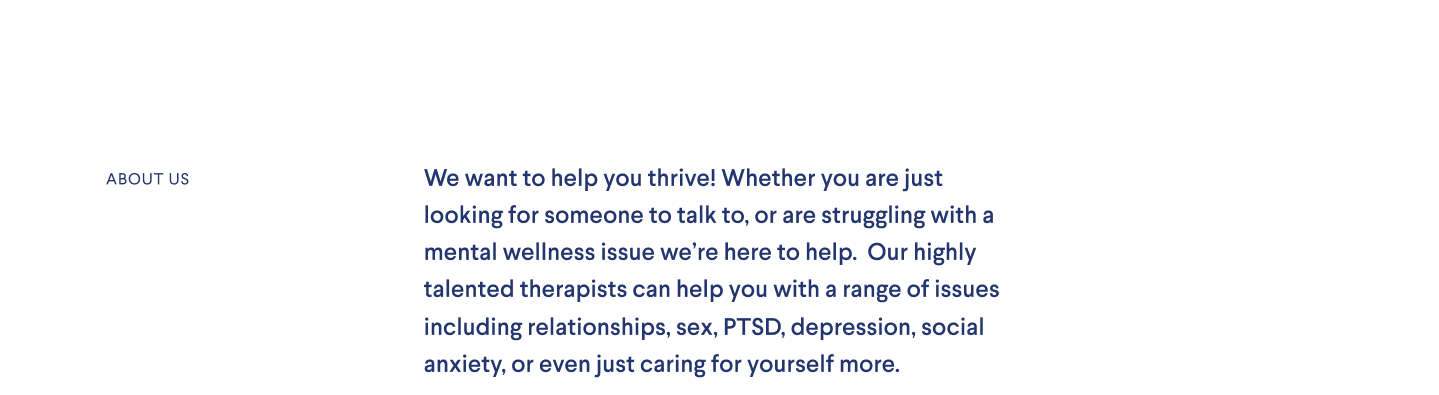 ABOUT US
We want to help you thrive! Whether you are just
looking for someone to talk to, or are struggling with a
mental wellness issue we’re here to help.  Our highly
talented therapists can help you with a range of issues
including relationships, sex, PTSD, depression, social
anxiety, or even just caring for yourself more.